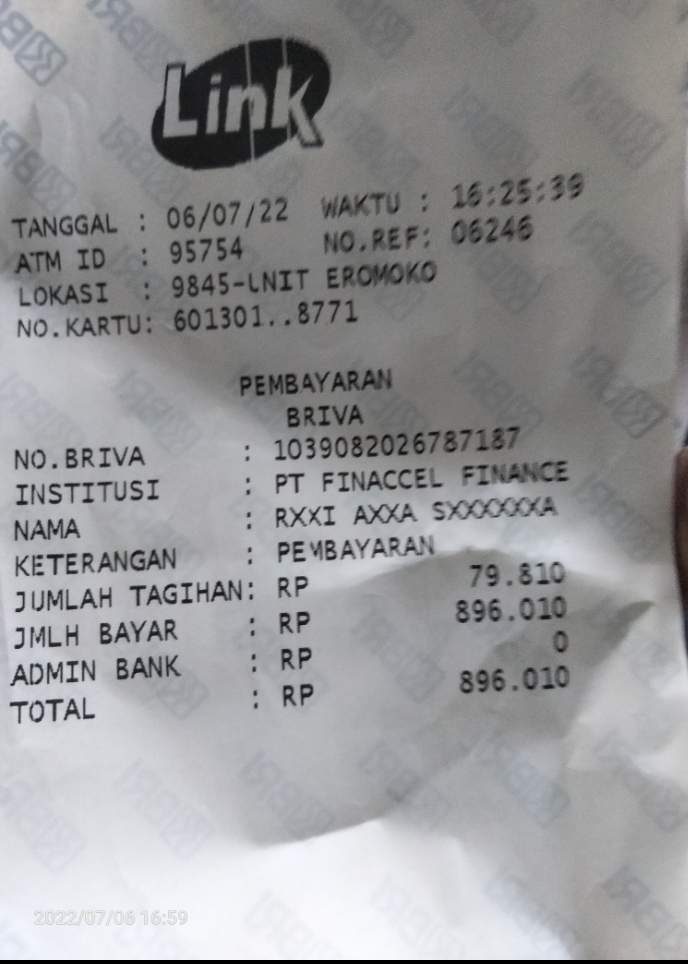 Link
TANGGAL : 06/07/22 WAKTU : 16:25:39
ATM ID : 95754 NO.REF: 06246
LOKASI : 9845-UNIT EROMOKO
NO.KARTU: 601301..8771
PEMBAYARAN
BRIVA
NO.BRIVA : 1039082026787187
INSTITUSI : PT FINACCEL FINANCE
NAMA : RXXI AXXA SXXXXXXA
KETERANGAN : PEMBAYARAN
JUMLAH TAGIHAN: RP 79.810
JMLH BAYAR : RP 896.010
ADMIN BANK : RP 0
TOTAL : RP 896.010
2022/07/06 16:59